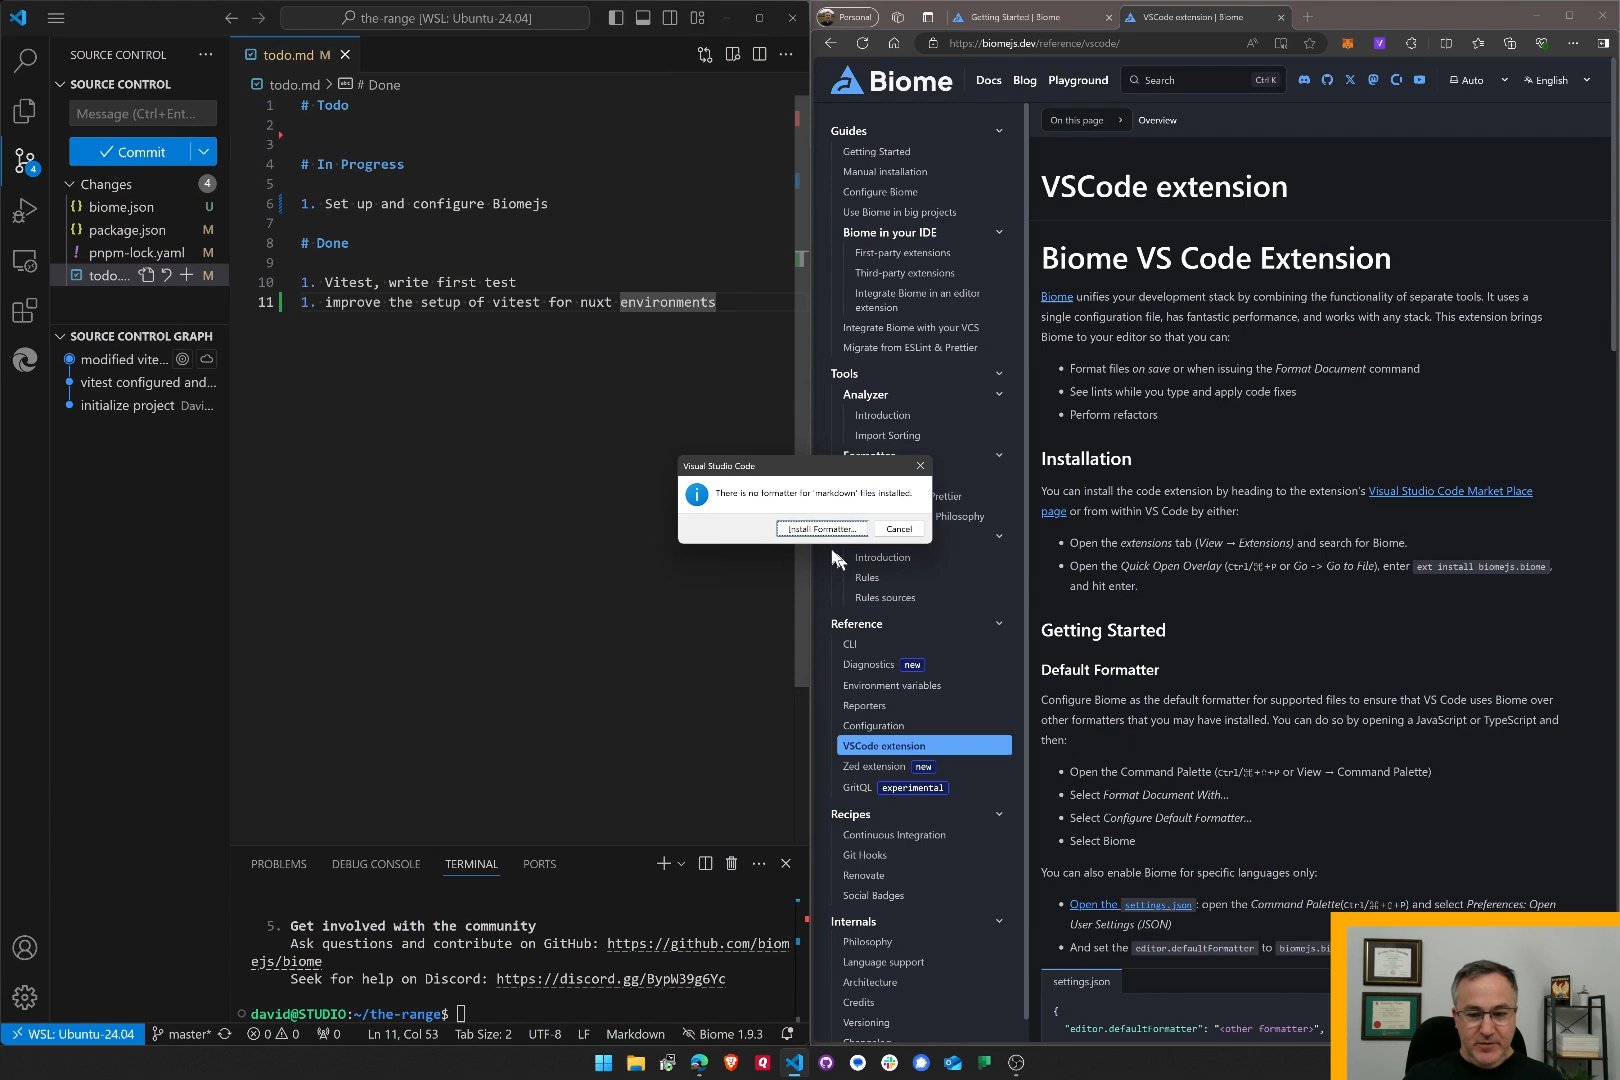 the-range [WSL: Ubuntu-24.04]
SOURCE CONTROL
SOURCE CONTROL
Message (Ctrl+Ent...
Commit
Changes
4
biome.json
U
package.json
M
pnpm-lock.yaml
M
todo....
M
4
SOURCE CONTROL GRAPH
modified vite...
vitest configured and...
initialize project Davi...
todo.md M
todo.md > # Done
1 # Todo
2
3
4 # In Progress
5
6 1. Set up and configure Biomejs
7
8 # Done
9
10 1. Vitest, write first test
11 1. improve the setup of vitest for nuxt environments
Visual Studio Code
There is no formatter for 'markdown' files installed.
Install Formatter...
Cancel
PROBLEMS
DEBUG CONSOLE
TERMINAL
PORTS
5. Get involved with the community
Ask questions and contribute on GitHub: https://github.com/biom
ejs/biome
Seek for help on Discord: https://discord.gg/BypW39g6Yc
david@STUDIO:~/the-range$
WSL: Ubuntu-24.04
master*
0
0
0
Ln 11, Col 53
Tab Size: 2
UTF-8
LF
Markdown
Biome 1.9.3
Personal
Getting Started | Biome
VSCode extension | Biome
https://biomejs.dev/reference/vscode/
Biome
Docs
Blog
Playground
Search
Ctrl K
Auto
English
Guides
Getting Started
Manual installation
Configure Biome
Use Biome in big projects
Biome in your IDE
First-party extensions
Third-party extensions
Integrate Biome in an editor
extension
Integrate Biome with your VCS
Migrate from ESLint & Prettier
Tools
Analyzer
Introduction
Import Sorting
Formatter
Prettier
Philosophy
Introduction
Rules
Rules sources
Reference
CLI
Diagnostics new
Environment variables
Reporters
Configuration
VSCode extension
Zed extension new
GritQL experimental
Recipes
Continuous Integration
Git Hooks
Renovate
Social Badges
Internals
Philosophy
Language support
Architecture
Credits
Versioning
Changelog
On this page > Overview
VSCode extension
Biome VS Code Extension
Biome unifies your development stack by combining the functionality of separate tools. It uses a
single configuration file, has fantastic performance, and works with any stack. This extension brings
Biome to your editor so that you can:
• Format files on save or when issuing the Format Document command
• See lints while you type and apply code fixes
• Perform refactors
Installation
You can install the code extension by heading to the extension's Visual Studio Code Market Place
page or from within VS Code by either:
• Open the extensions tab (View → Extensions) and search for Biome.
• Open the Quick Open Overlay (Ctrl/⌘+P or Go -> Go to File), enter ext install biomejs.biome,
and hit enter.
Getting Started
Default Formatter
Configure Biome as the default formatter for supported files to ensure that VS Code uses Biome over
other formatters that you may have installed. You can do so by opening a JavaScript or TypeScript and
then:
• Open the Command Palette (Ctrl/⌘+⇧+P or View → Command Palette)
• Select Format Document With…
• Select Configure Default Formatter…
• Select Biome
You can also enable Biome for specific languages only:
• Open the settings.json: open the Command Palette(Ctrl/⌘+⇧+P) and select Preferences: Open
User Settings (JSON)
• And set the editor.defaultFormatter to biomejs.bi
settings.json
{
"editor.defaultFormatter": "<other formatter>",